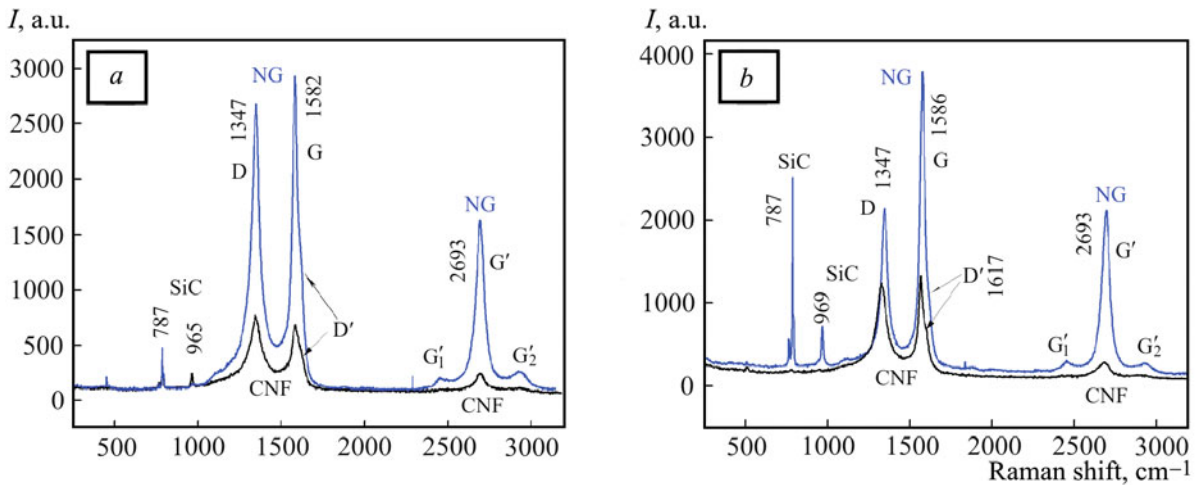 I, a.u.
a
3000
2500
2000
1500
1000
500
0
787
SiC
965
1347
D
NG
1582
G
D′
CNF
2693
NG
G′
G′1
G′2
CNF
500 1000 1500 2000 2500 3000
I, a.u.
b
4000
3000
2000
1000
0
787
SiC
SiC
969
D
1347
NG
1586
G
D′
1617
CNF
2693
NG
G′
G′1
G′2
CNF
500 1000 1500 2000 2500 3000
Raman shift, cm–1